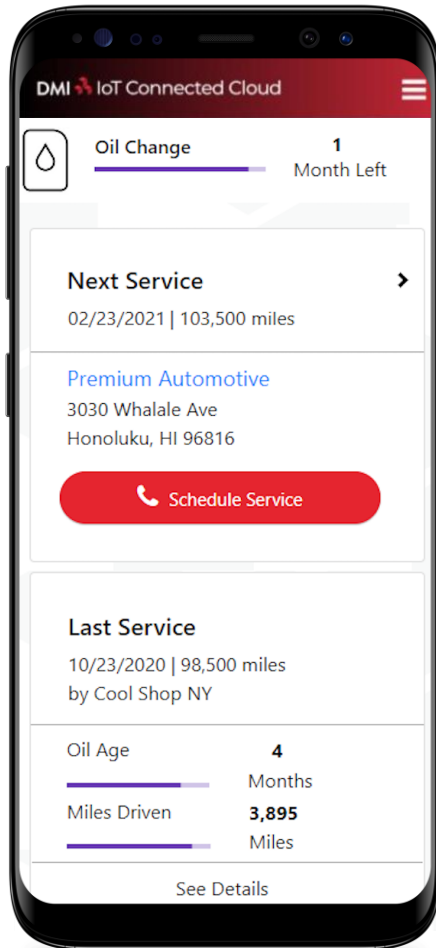 DMI IoT Connected Cloud
Oil Change
1
Month Left
Next Service
02/23/2021 | 103,500 miles
Premium Automotive
3030 Whalale Ave
Honoluku, HI 96816
Schedule Service
Last Service
10/23/2020 | 98,500 miles
by Cool Shop NY
Oil Age
4
Months
Miles Driven
3,895
Miles
See Details